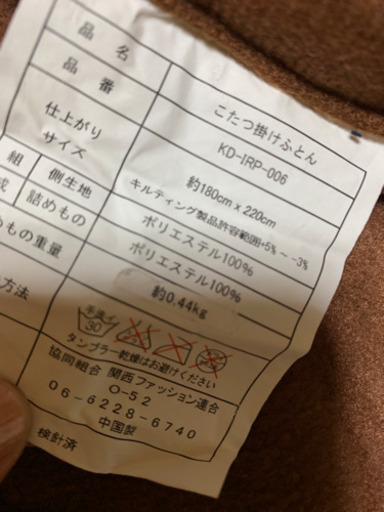 品名 こたつ掛けふとん
品番 KD-IRP-006
仕上がりサイズ 約180cm x 220cm
キルティング製品許容範囲+5% ~ -3%
組 側生地 ポリエステル100%
成 詰めもの ポリエステル100%
もの重量 約0.44kg
方法 手洗イ 30
タンブラー乾燥はお避けください
協同組合 関西ファッション連合
O-52
06-6228-6740
中国製
検針済